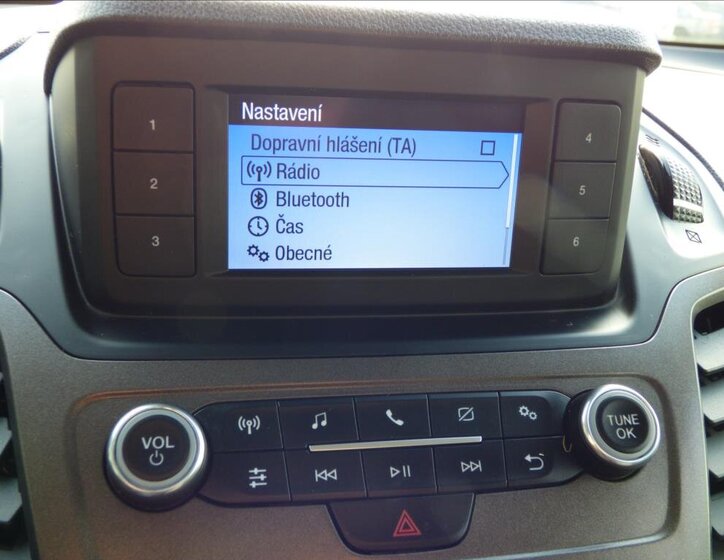 Nastavení
Dopravní hlášení (TA)
Rádio
Bluetooth
Čas
Obecné
1
2
3
4
5
6
VOL
TUNE
OK